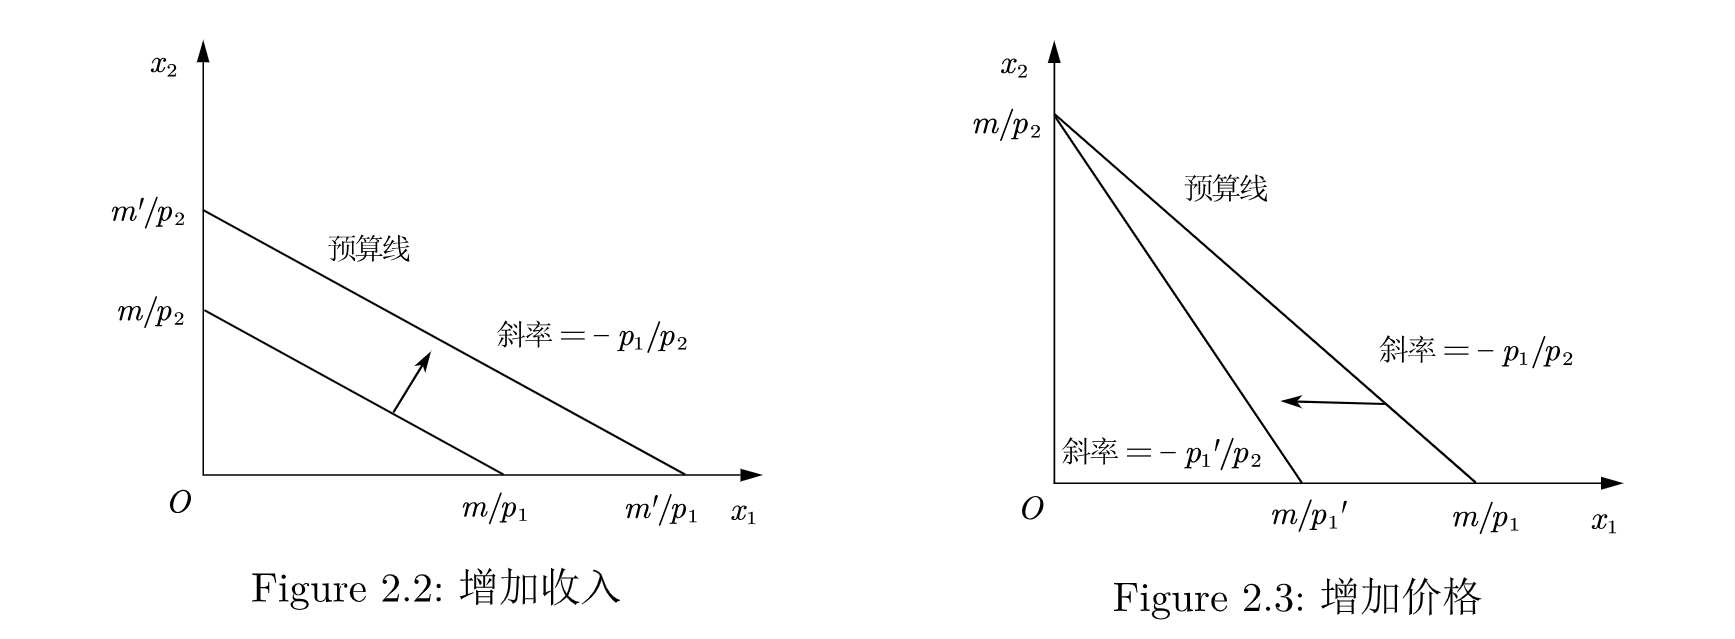 x₂
m′/p₂
预算线
m/p₂
斜率＝− p₁/p₂
O
m/p₁
m′/p₁
x₁
Figure 2.2: 增加收入
x₂
m/p₂
预算线
斜率＝− p₁/p₂
斜率＝− p₁′/p₂
O
m/p₁′
m/p₁
x₁
Figure 2.3: 增加价格